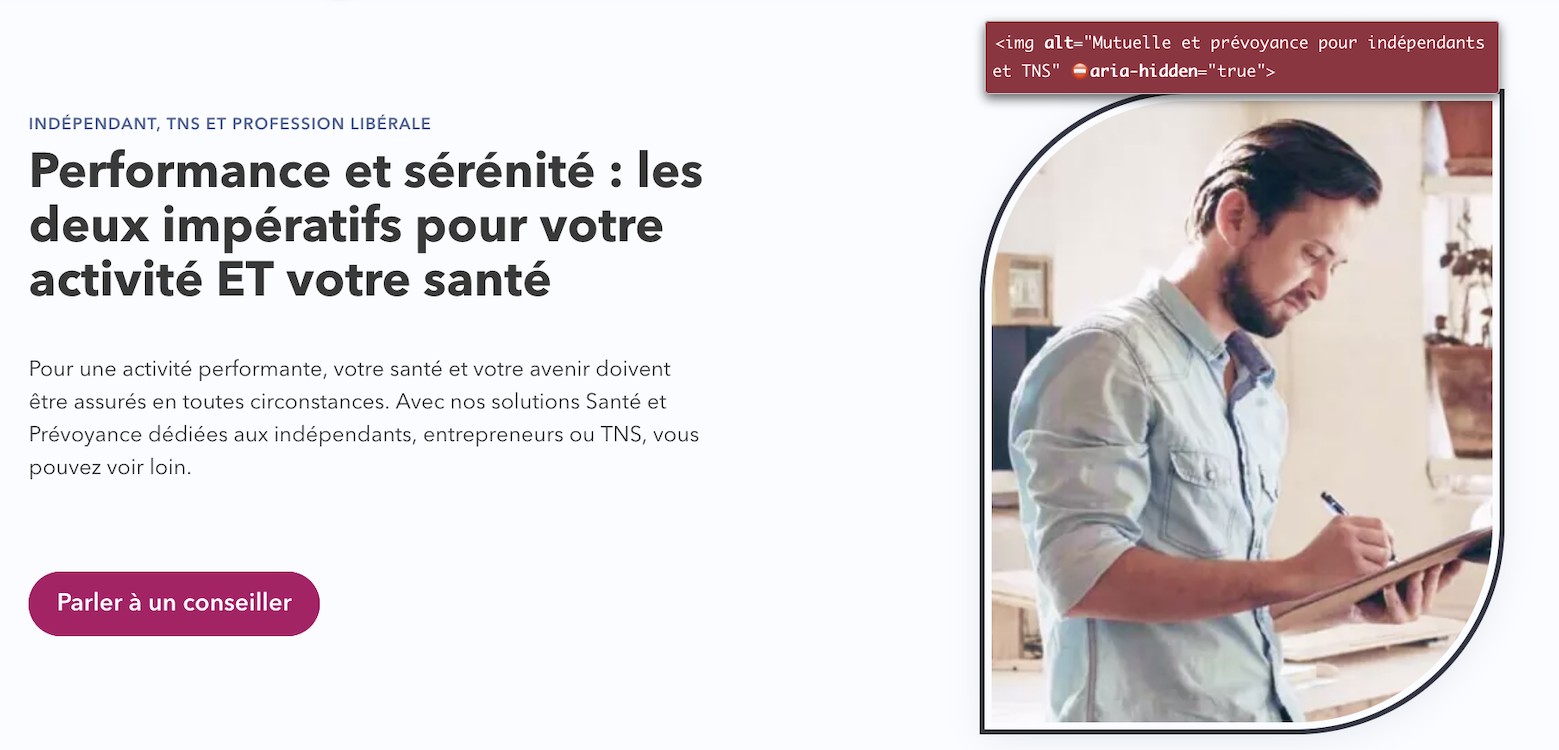 <img alt="Mutuelle et prévoyance pour indépendants
et TNS" ⛔aria-hidden="true">
INDÉPENDANT, TNS ET PROFESSION LIBÉRALE
Performance et sérénité : les
deux impératifs pour votre
activité ET votre santé
Pour une activité performante, votre santé et votre avenir doivent
être assurés en toutes circonstances. Avec nos solutions Santé et
Prévoyance dédiées aux indépendants, entrepreneurs ou TNS, vous
pouvez voir loin.
Parler à un conseiller